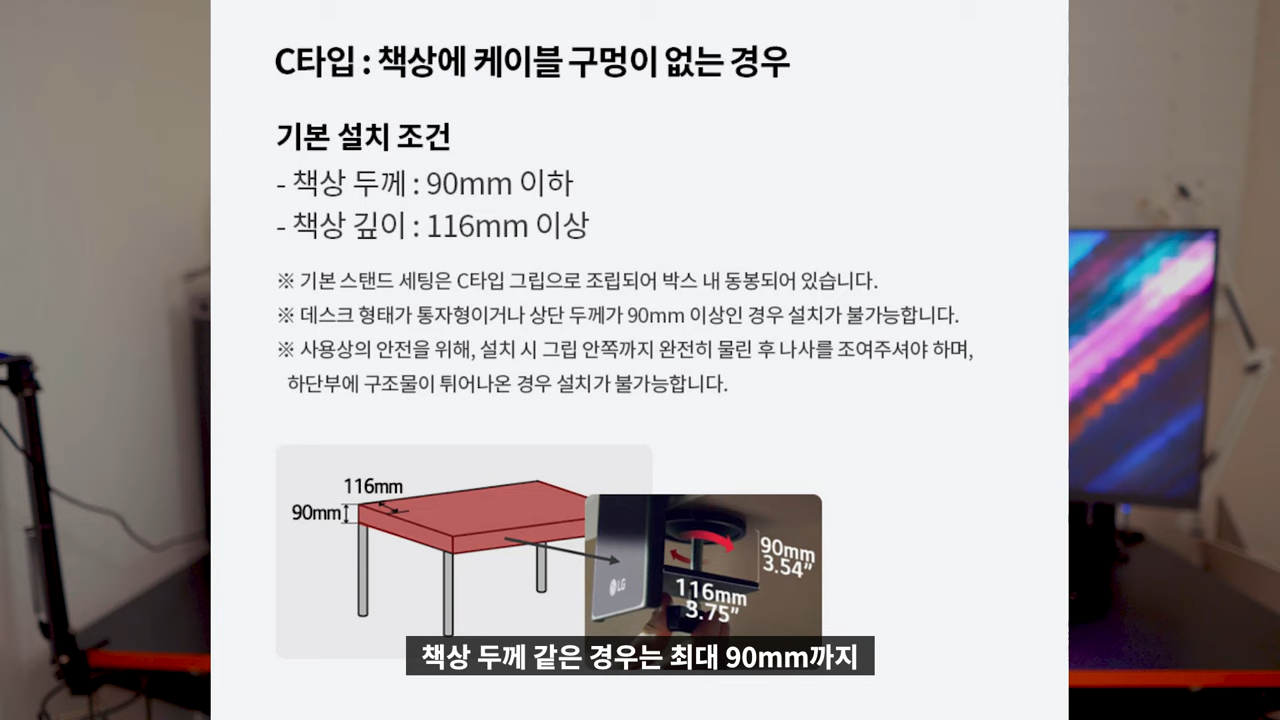 C타입 : 책상에 케이블 구멍이 없는 경우
기본 설치 조건
- 책상 두께 : 90mm 이하
- 책상 깊이 : 116mm 이상
※ 기본 스탠드 세팅은 C타입 그립으로 조립되어 박스 내 동봉되어 있습니다.
※ 데스크 형태가 통자형이거나 상단 두께가 90mm 이상인 경우 설치가 불가능합니다.
※ 사용상의 안전을 위해, 설치 시 그립 안쪽까지 완전히 물린 후 나사를 조여주셔야 하며,
하단부에 구조물이 튀어나온 경우 설치가 불가능합니다.
116mm
90mm
90mm
3.54”
LG
116mm
3.75”
책상 두께 같은 경우는 최대 90mm까지